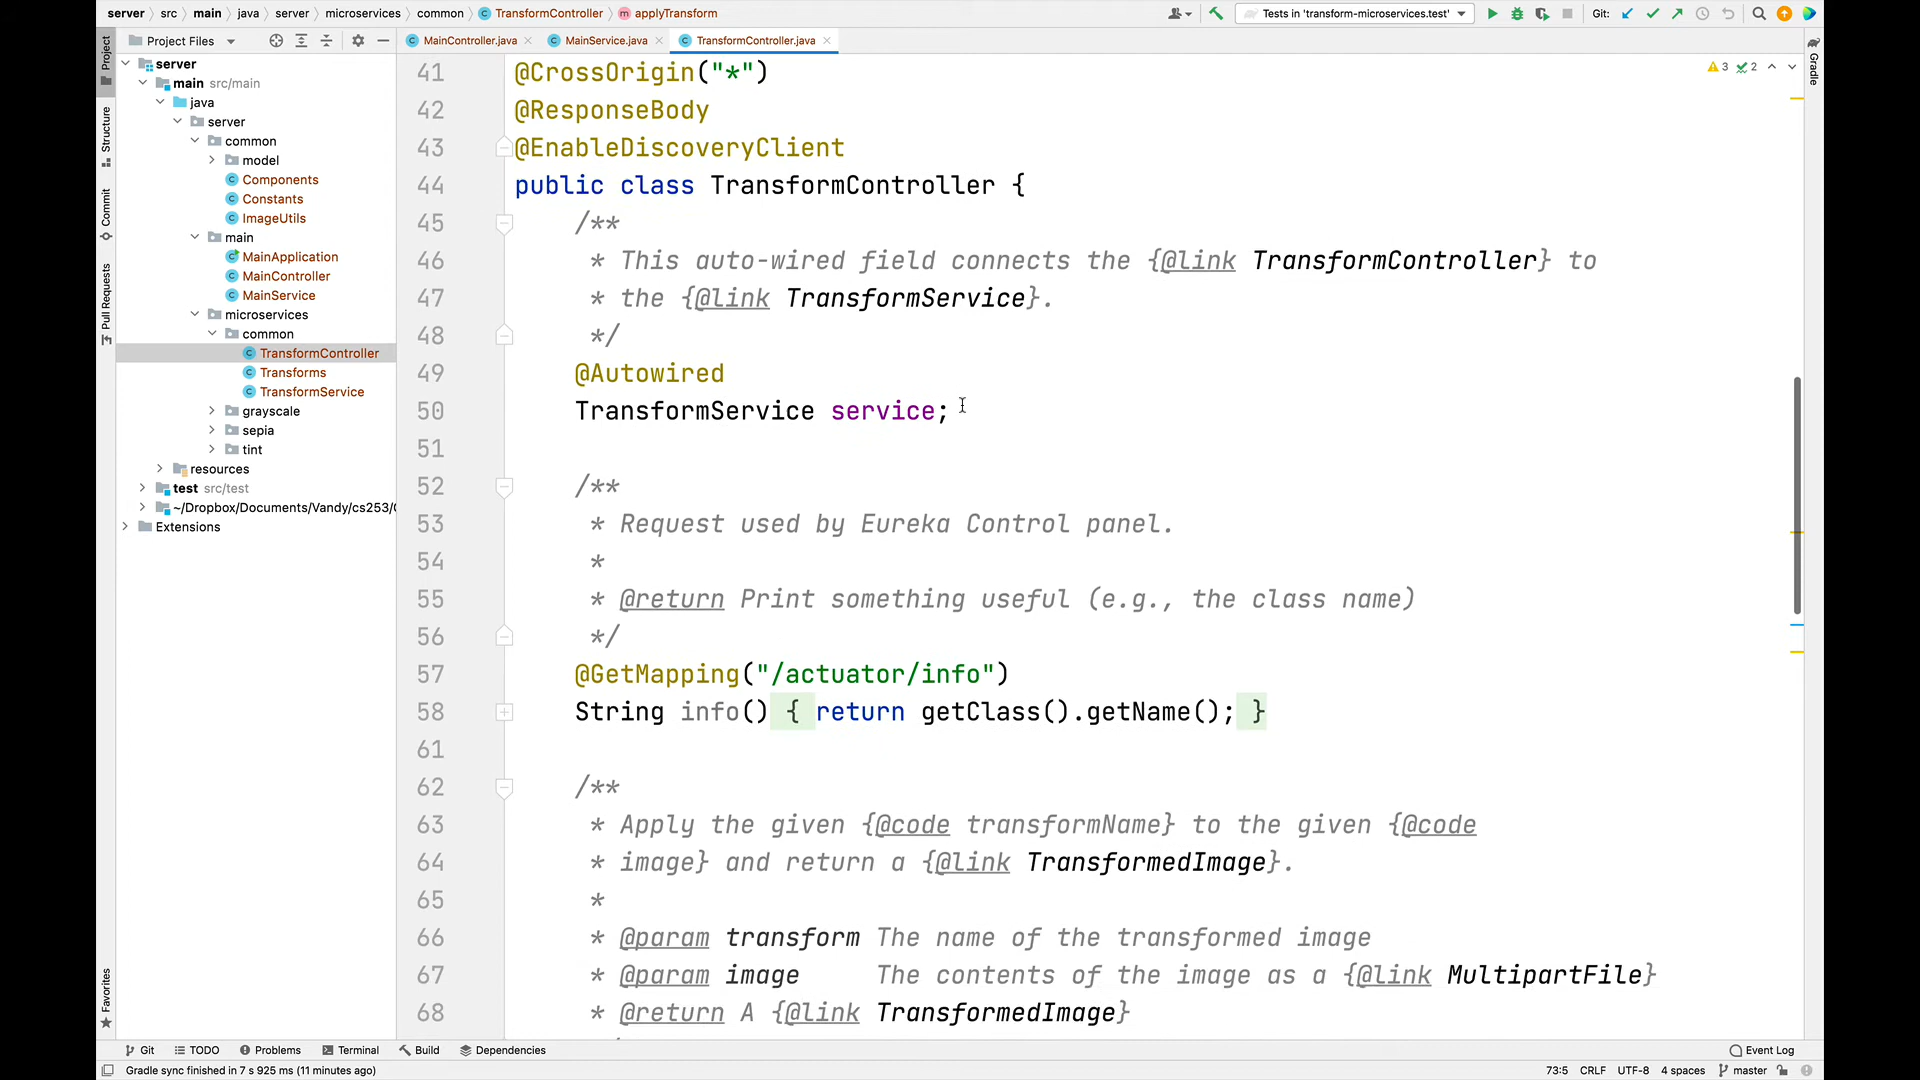 server src main java server microservices common TransformController applyTransform
Tests in 'transform-microservices.test'
Git:
Project Files
MainController.java
MainService.java
TransformController.java
Project
Structure
Commit
Pull Requests
Favorites
Gradle
server
main src/main
java
server
common
model
Components
Constants
ImageUtils
main
MainApplication
MainController
MainService
microservices
common
TransformController
Transforms
TransformService
grayscale
sepia
tint
resources
test src/test
~/Dropbox/Documents/Vandy/cs253/
Extensions
3 2
41 @CrossOrigin("*")
42 @ResponseBody
43 @EnableDiscoveryClient
44 public class TransformController {
45 /**
46 * This auto-wired field connects the {@link TransformController} to
47 * the {@link TransformService}.
48 */
49 @Autowired
50 TransformService service;
51
52 /**
53 * Request used by Eureka Control panel.
54 *
55 * @return Print something useful (e.g., the class name)
56 */
57 @GetMapping("/actuator/info")
58 String info() { return getClass().getName(); }
61
62 /**
63 * Apply the given {@code transformName} to the given {@code
64 * image} and return a {@link TransformedImage}.
65 *
66 * @param transform The name of the transformed image
67 * @param image The contents of the image as a {@link MultipartFile}
68 * @return A {@link TransformedImage}
Git TODO Problems Terminal Build Dependencies Event Log
Gradle sync finished in 7 s 925 ms (11 minutes ago) 73:5 CRLF UTF-8 4 spaces master